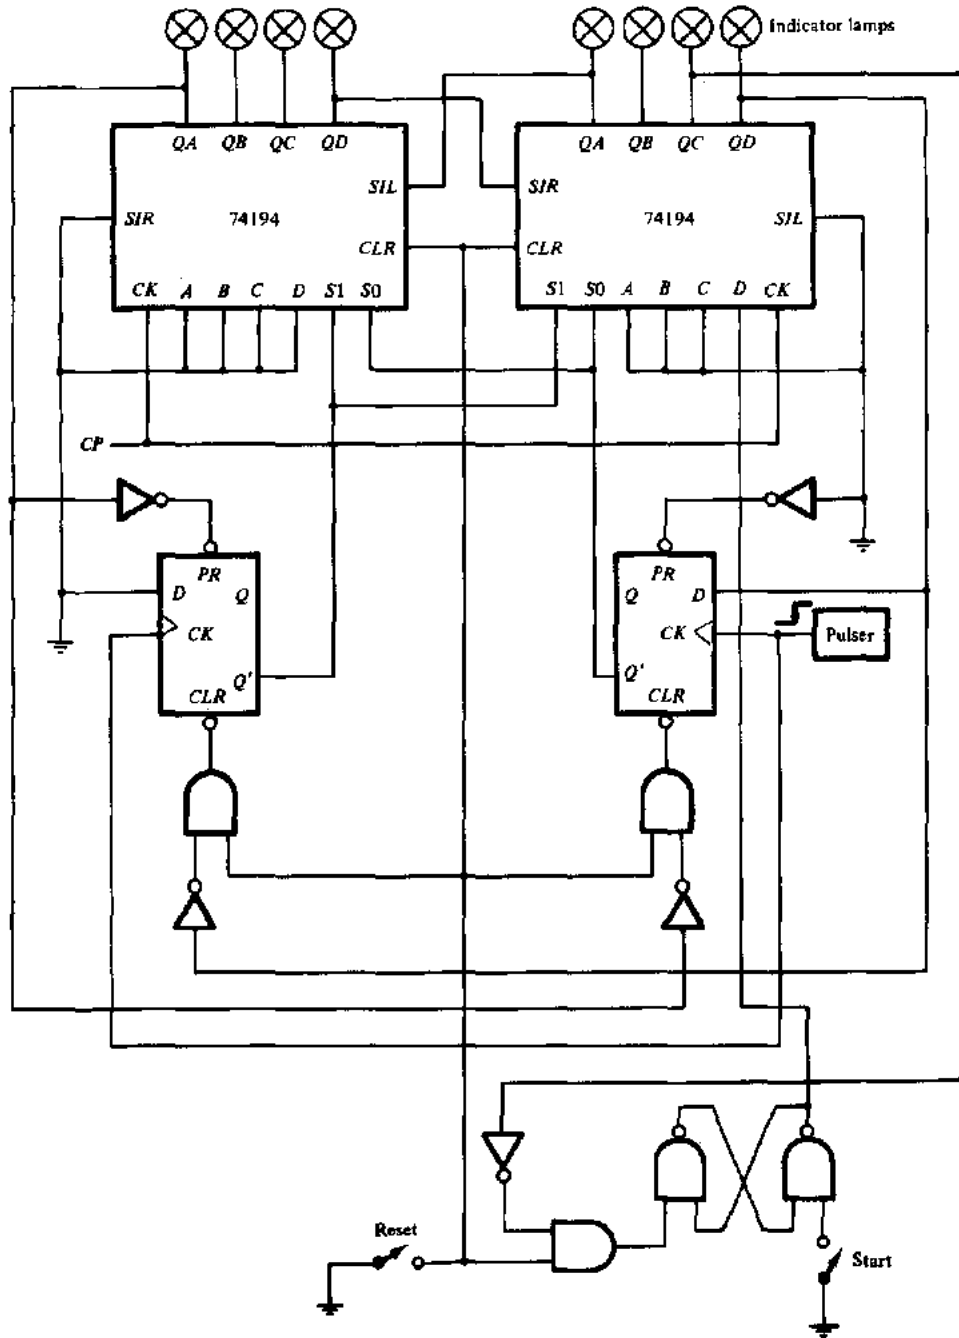 Indicator lamps
QA QB QC QD
QA QB QC QD
SIL
SIR
SIR
74194
74194
SIL
CLR
CLR
CK A B C D S1 S0
S1 S0 A B C D CK
CP
PR
D Q
CK
Q'
CLR
PR
Q D
CK
Q'
CLR
Pulser
Reset
Start